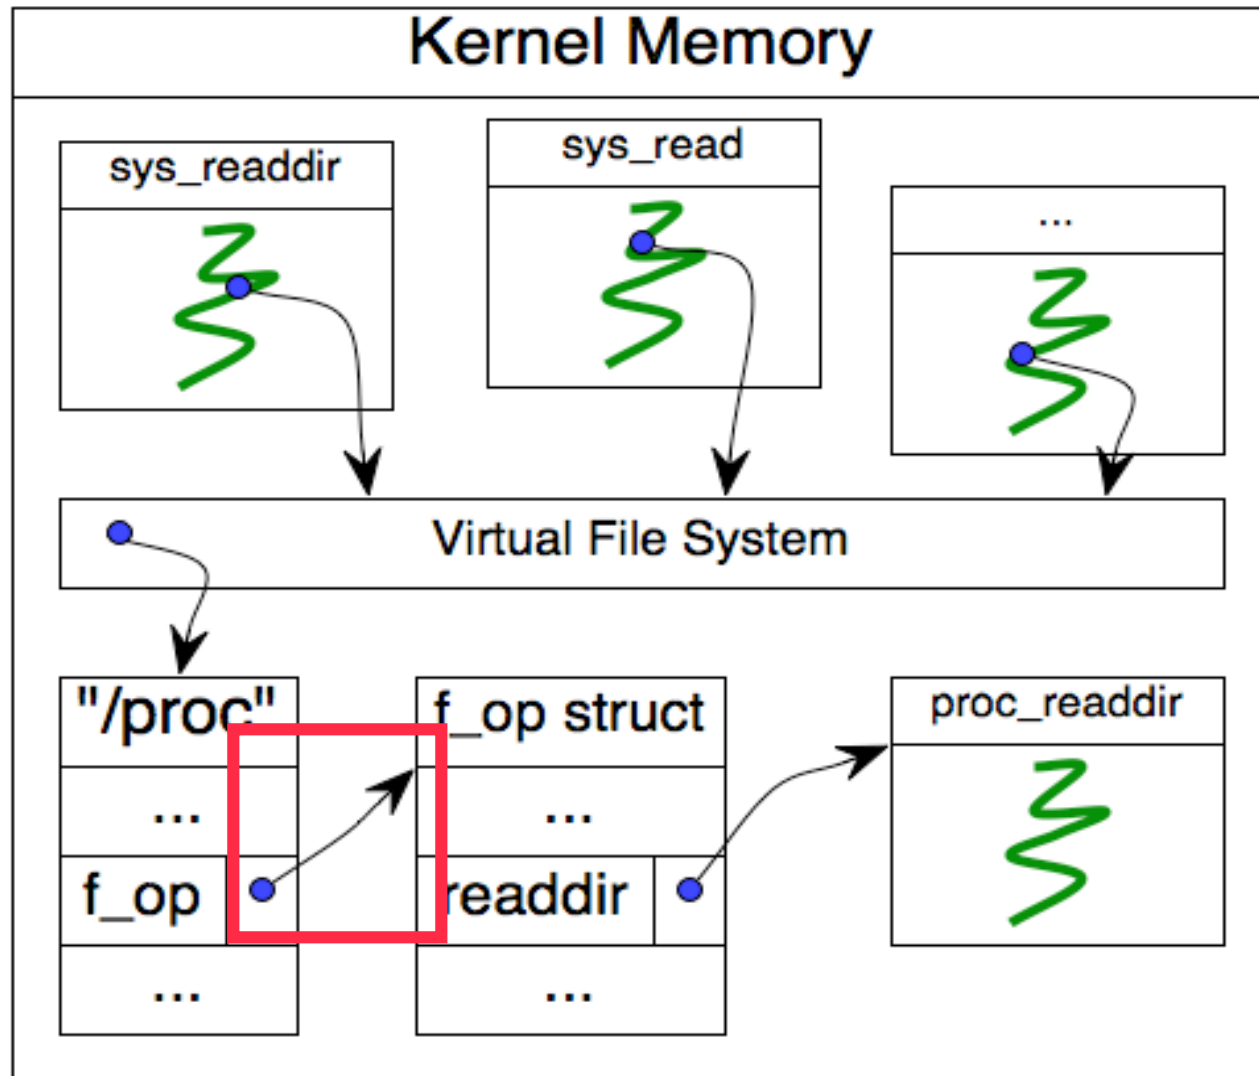 Kernel Memory
sys_readdir
sys_read
...
Virtual File System
"/proc"
...
f_op
...
f_op struct
...
readdir
...
proc_readdir